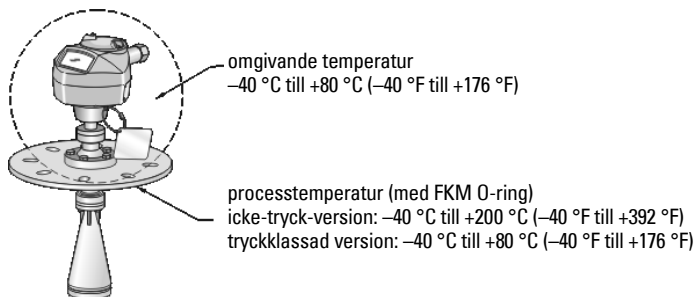 omgivande temperatur
–40 °C till +80 °C (–40 °F till +176 °F)
processtemperatur (med FKM O-ring)
icke-tryck-version: –40 °C till +200 °C (–40 °F till +392 °F)
tryckklassad version: –40 °C till +80 °C (–40 °F till +176 °F)